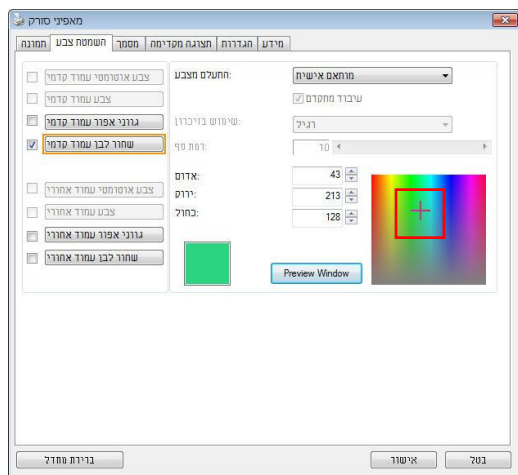 מאפיני סורק
תמונה השמטת צבע מסמך תצוגה מקדימה הגדרות מידע
צבע אוטומטי עמוד קדמי
צבע עמוד קדמי
גווני אפור עמוד קדמי
שחור לבן עמוד קדמי
צבע אוטומטי עמוד אחורי
צבע עמוד אחורי
גווני אפור עמוד אחורי
שחור לבן עמוד אחורי
התעלם מצבע: מותאם אישית
עיבוד מתקדם
שימוש בזיכרון: רגיל
רמת סף 10
אדום: 43
ירוק: 213
כחול: 128
Preview Window
ברירת מחדל אישור בטל